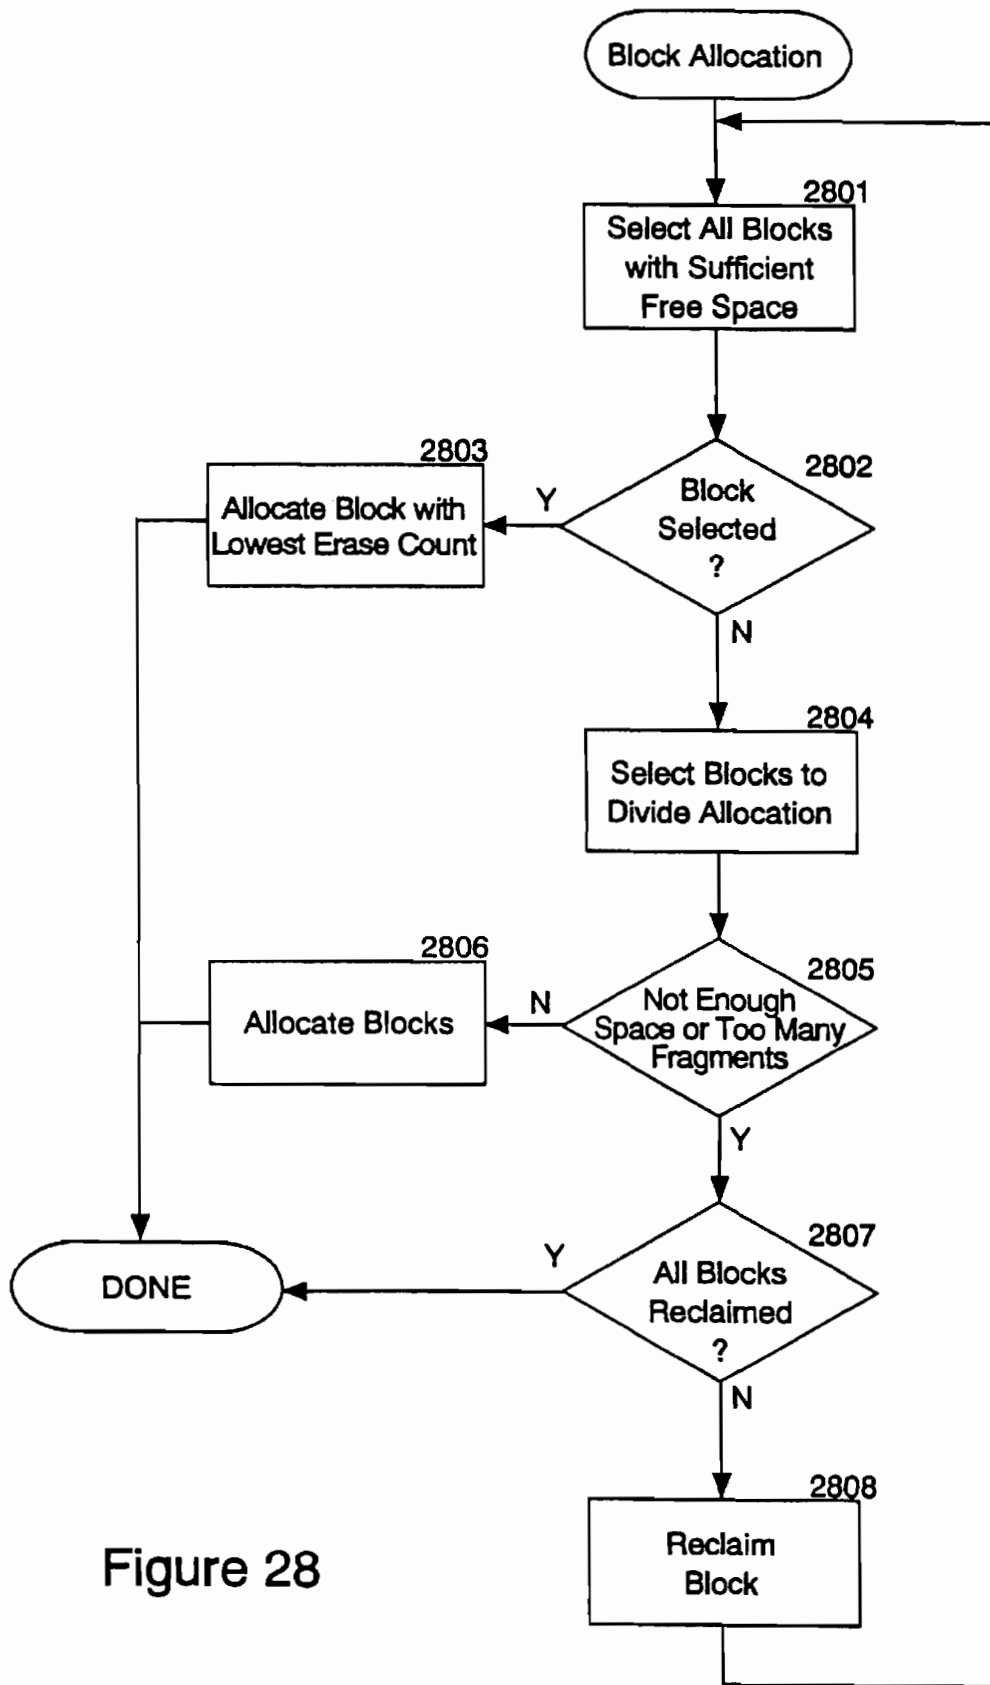 Block Allocation
2801
Select All Blocks
with Sufficient
Free Space
2802
Block
Selected
?
Y
N
2803
Allocate Block with
Lowest Erase Count
2804
Select Blocks to
Divide Allocation
2805
Not Enough
Space or Too Many
Fragments
N
Y
2806
Allocate Blocks
2807
All Blocks
Reclaimed
?
Y
N
DONE
2808
Reclaim
Block
Figure 28